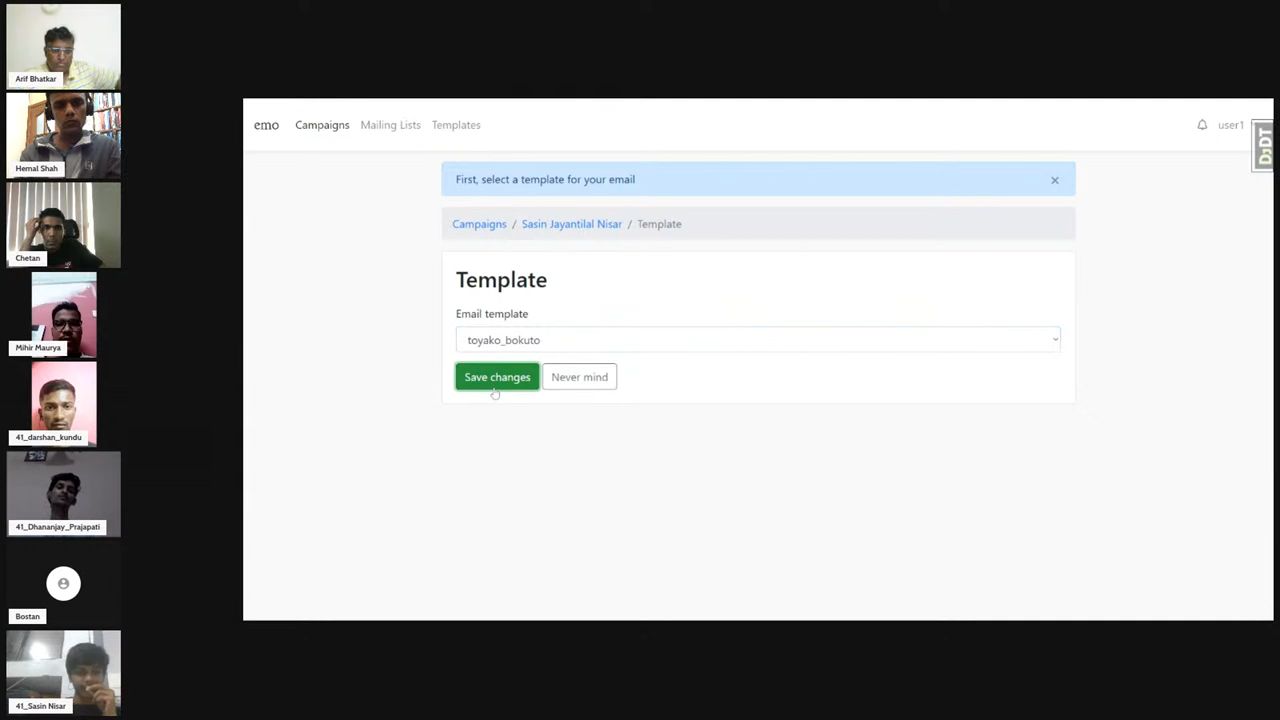 Arif Bhatkar
Hemal Shah
Chetan
Mihir Maurya
41_darshan_kundu
41_Dhananjay_Prajapati
Bostan
41_Sasin Nisar
emo Campaigns Mailing Lists Templates user1
DJDT
First, select a template for your email ×
Campaigns / Sasin Jayantilal Nisar / Template
Template
Email template
toyako_bokuto
Save changes Never mind